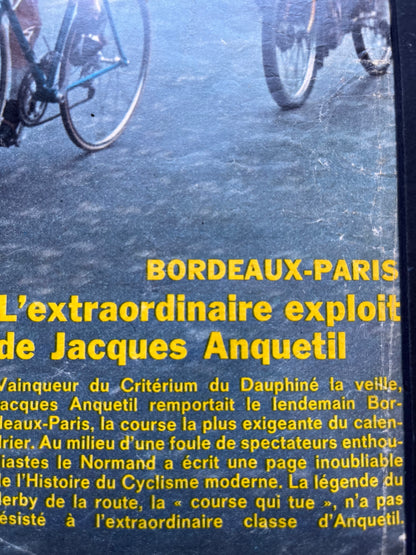 BORDEAUX-PARIS
L'extraordinaire exploit
de Jacques Anquetil
Vainqueur du Critérium du Dauphiné la veille,
Jacques Anquetil remportait le lendemain Bor-
deaux-Paris, la course la plus exigeante du calen-
drier. Au milieu d'une foule de spectateurs enthou-
siastes le Normand a écrit une page inoubliable
de l'Histoire du Cyclisme moderne. La légende du
derby de la route, la « course qui tue », n'a pas
résisté à l'extraordinaire classe d'Anquetil.